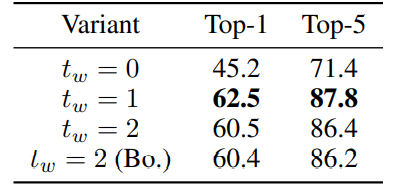 Variant Top-1 Top-5
t_w = 0 45.2 71.4
t_w = 1 62.5 87.8
t_w = 2 60.5 86.4
l_w = 2 (Bo.) 60.4 86.2